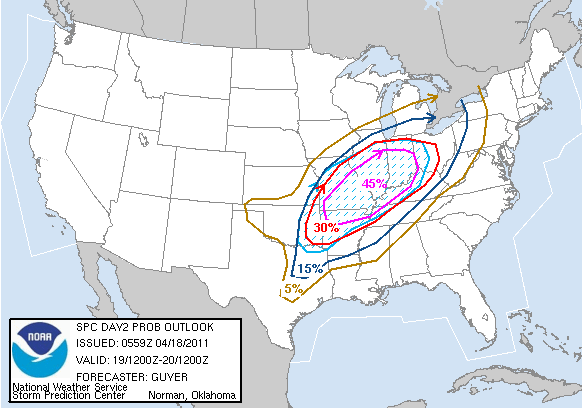 45%
30%
15%
5%
SPC DAY2 PROB OUTLOOK
ISSUED: 0559Z 04/18/2011
VALID: 19/1200Z-20/1200Z
FORECASTER: GUYER
NOAA
National Weather Service
Storm Prediction Center Norman, Oklahoma